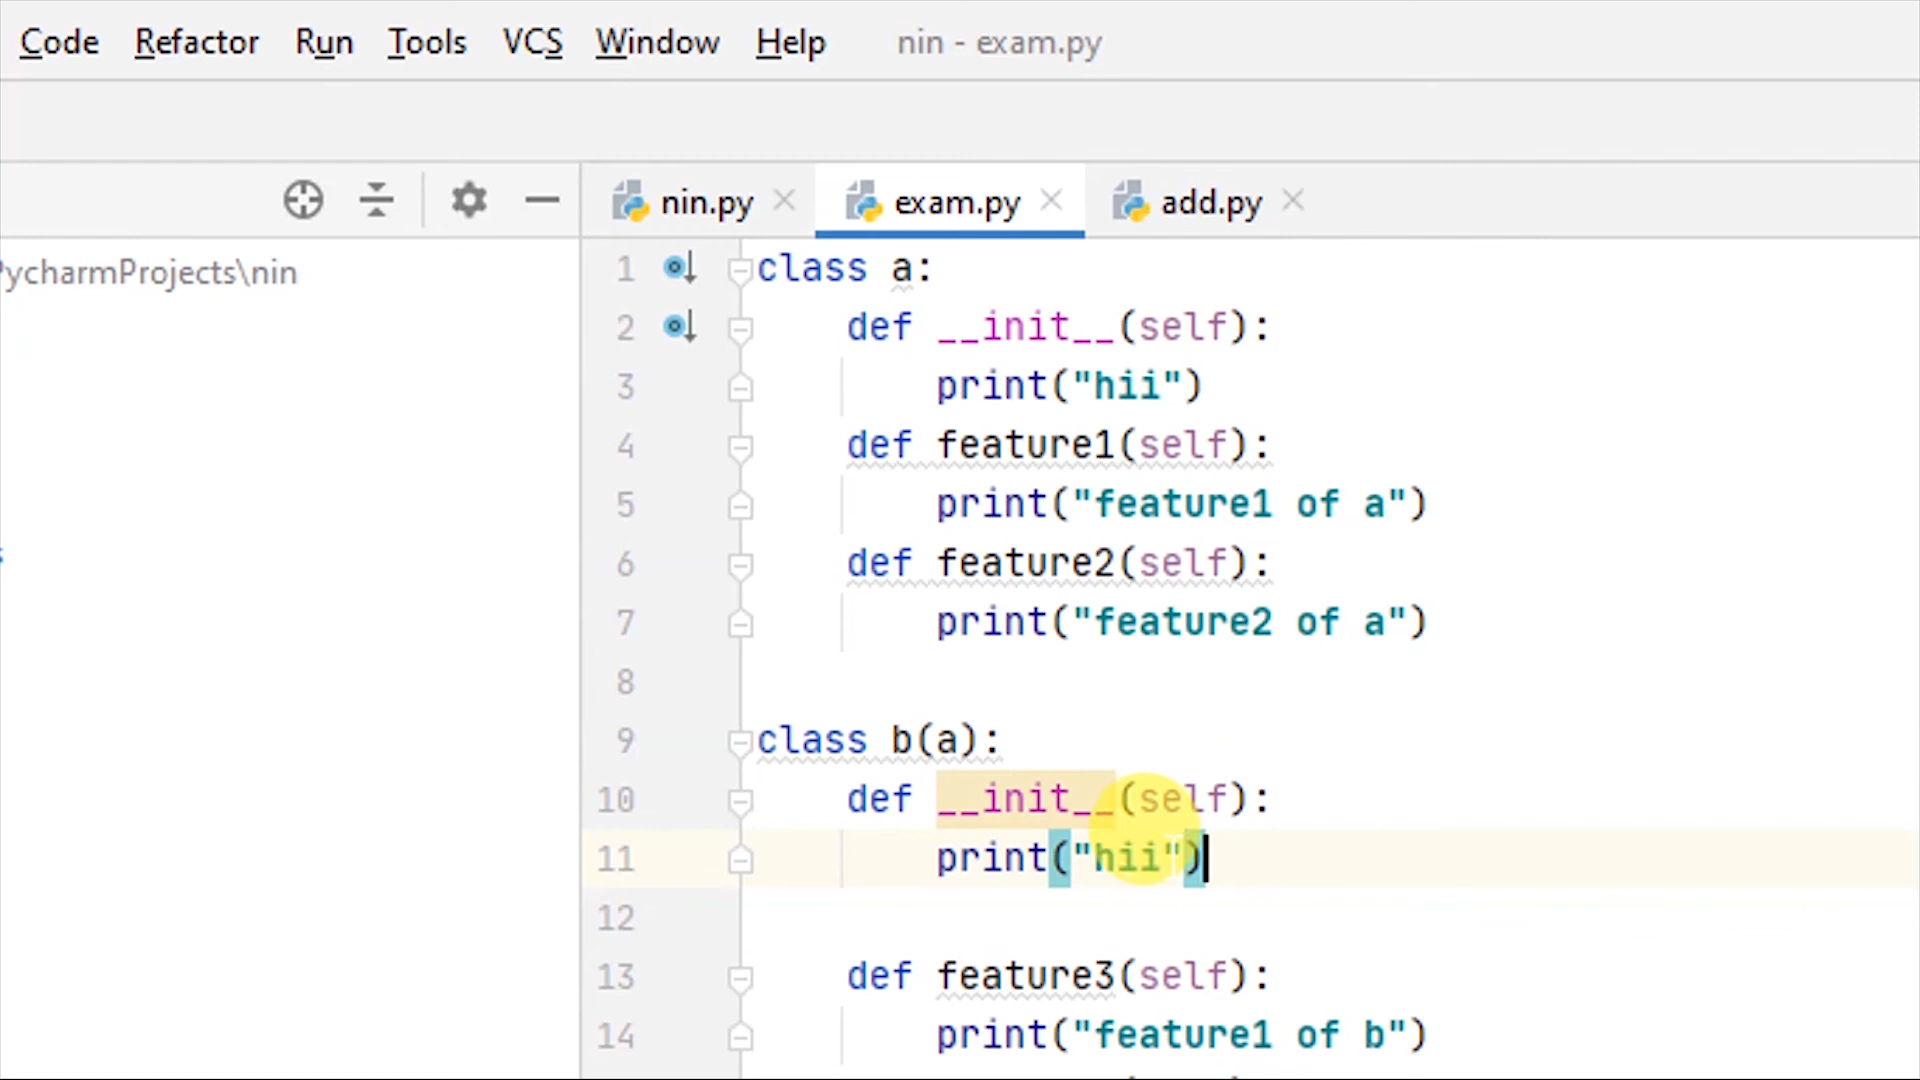 Code Refactor Run Tools VCS Window Help nin - exam.py
nin.py exam.py add.py
PycharmProjects\nin
1 class a:
2 def __init__(self):
3 print("hii")
4 def feature1(self):
5 print("feature1 of a")
6 def feature2(self):
7 print("feature2 of a")
8
9 class b(a):
10 def __init__(self):
11 print("hii")
12
13 def feature3(self):
14 print("feature1 of b")